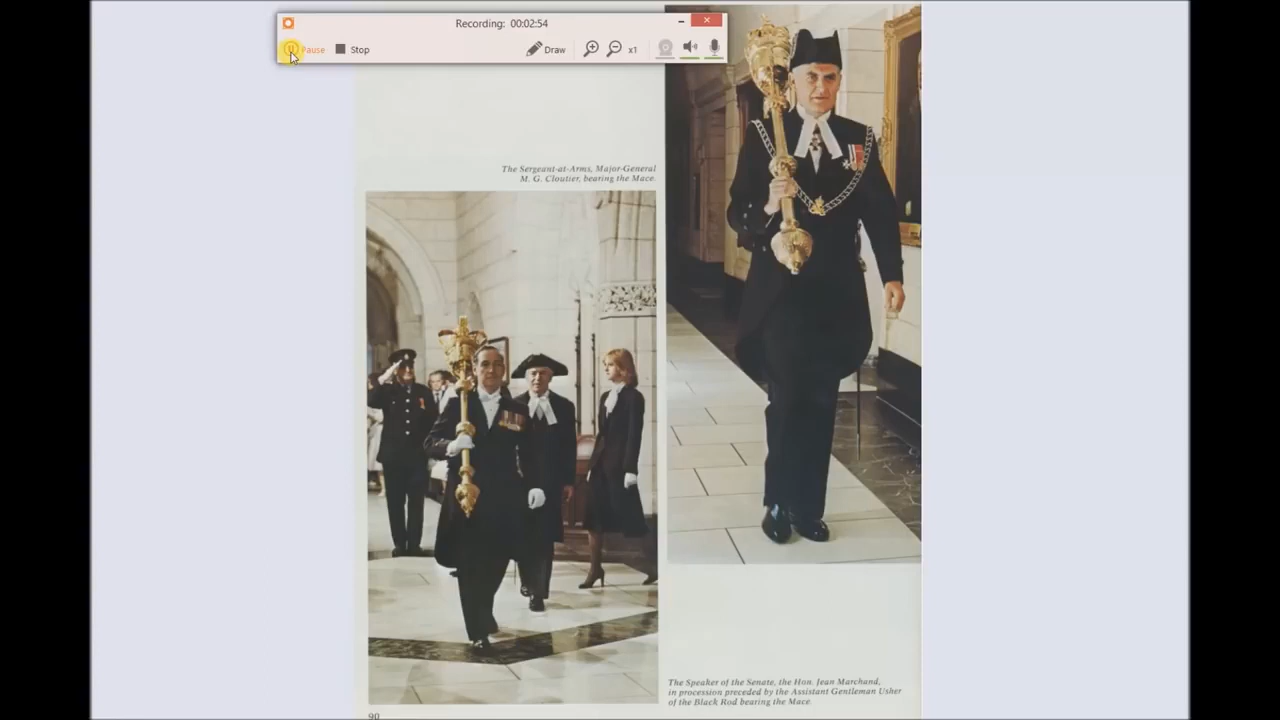 Recording: 00:02:54
Pause Stop Draw x1
The Sergeant-at-Arms, Major-General
M. G. Cloutier, bearing the Mace.
The Speaker of the Senate, the Hon. Jean Marchand,
in procession preceded by the Assistant Gentleman Usher
of the Black Rod bearing the Mace.
90